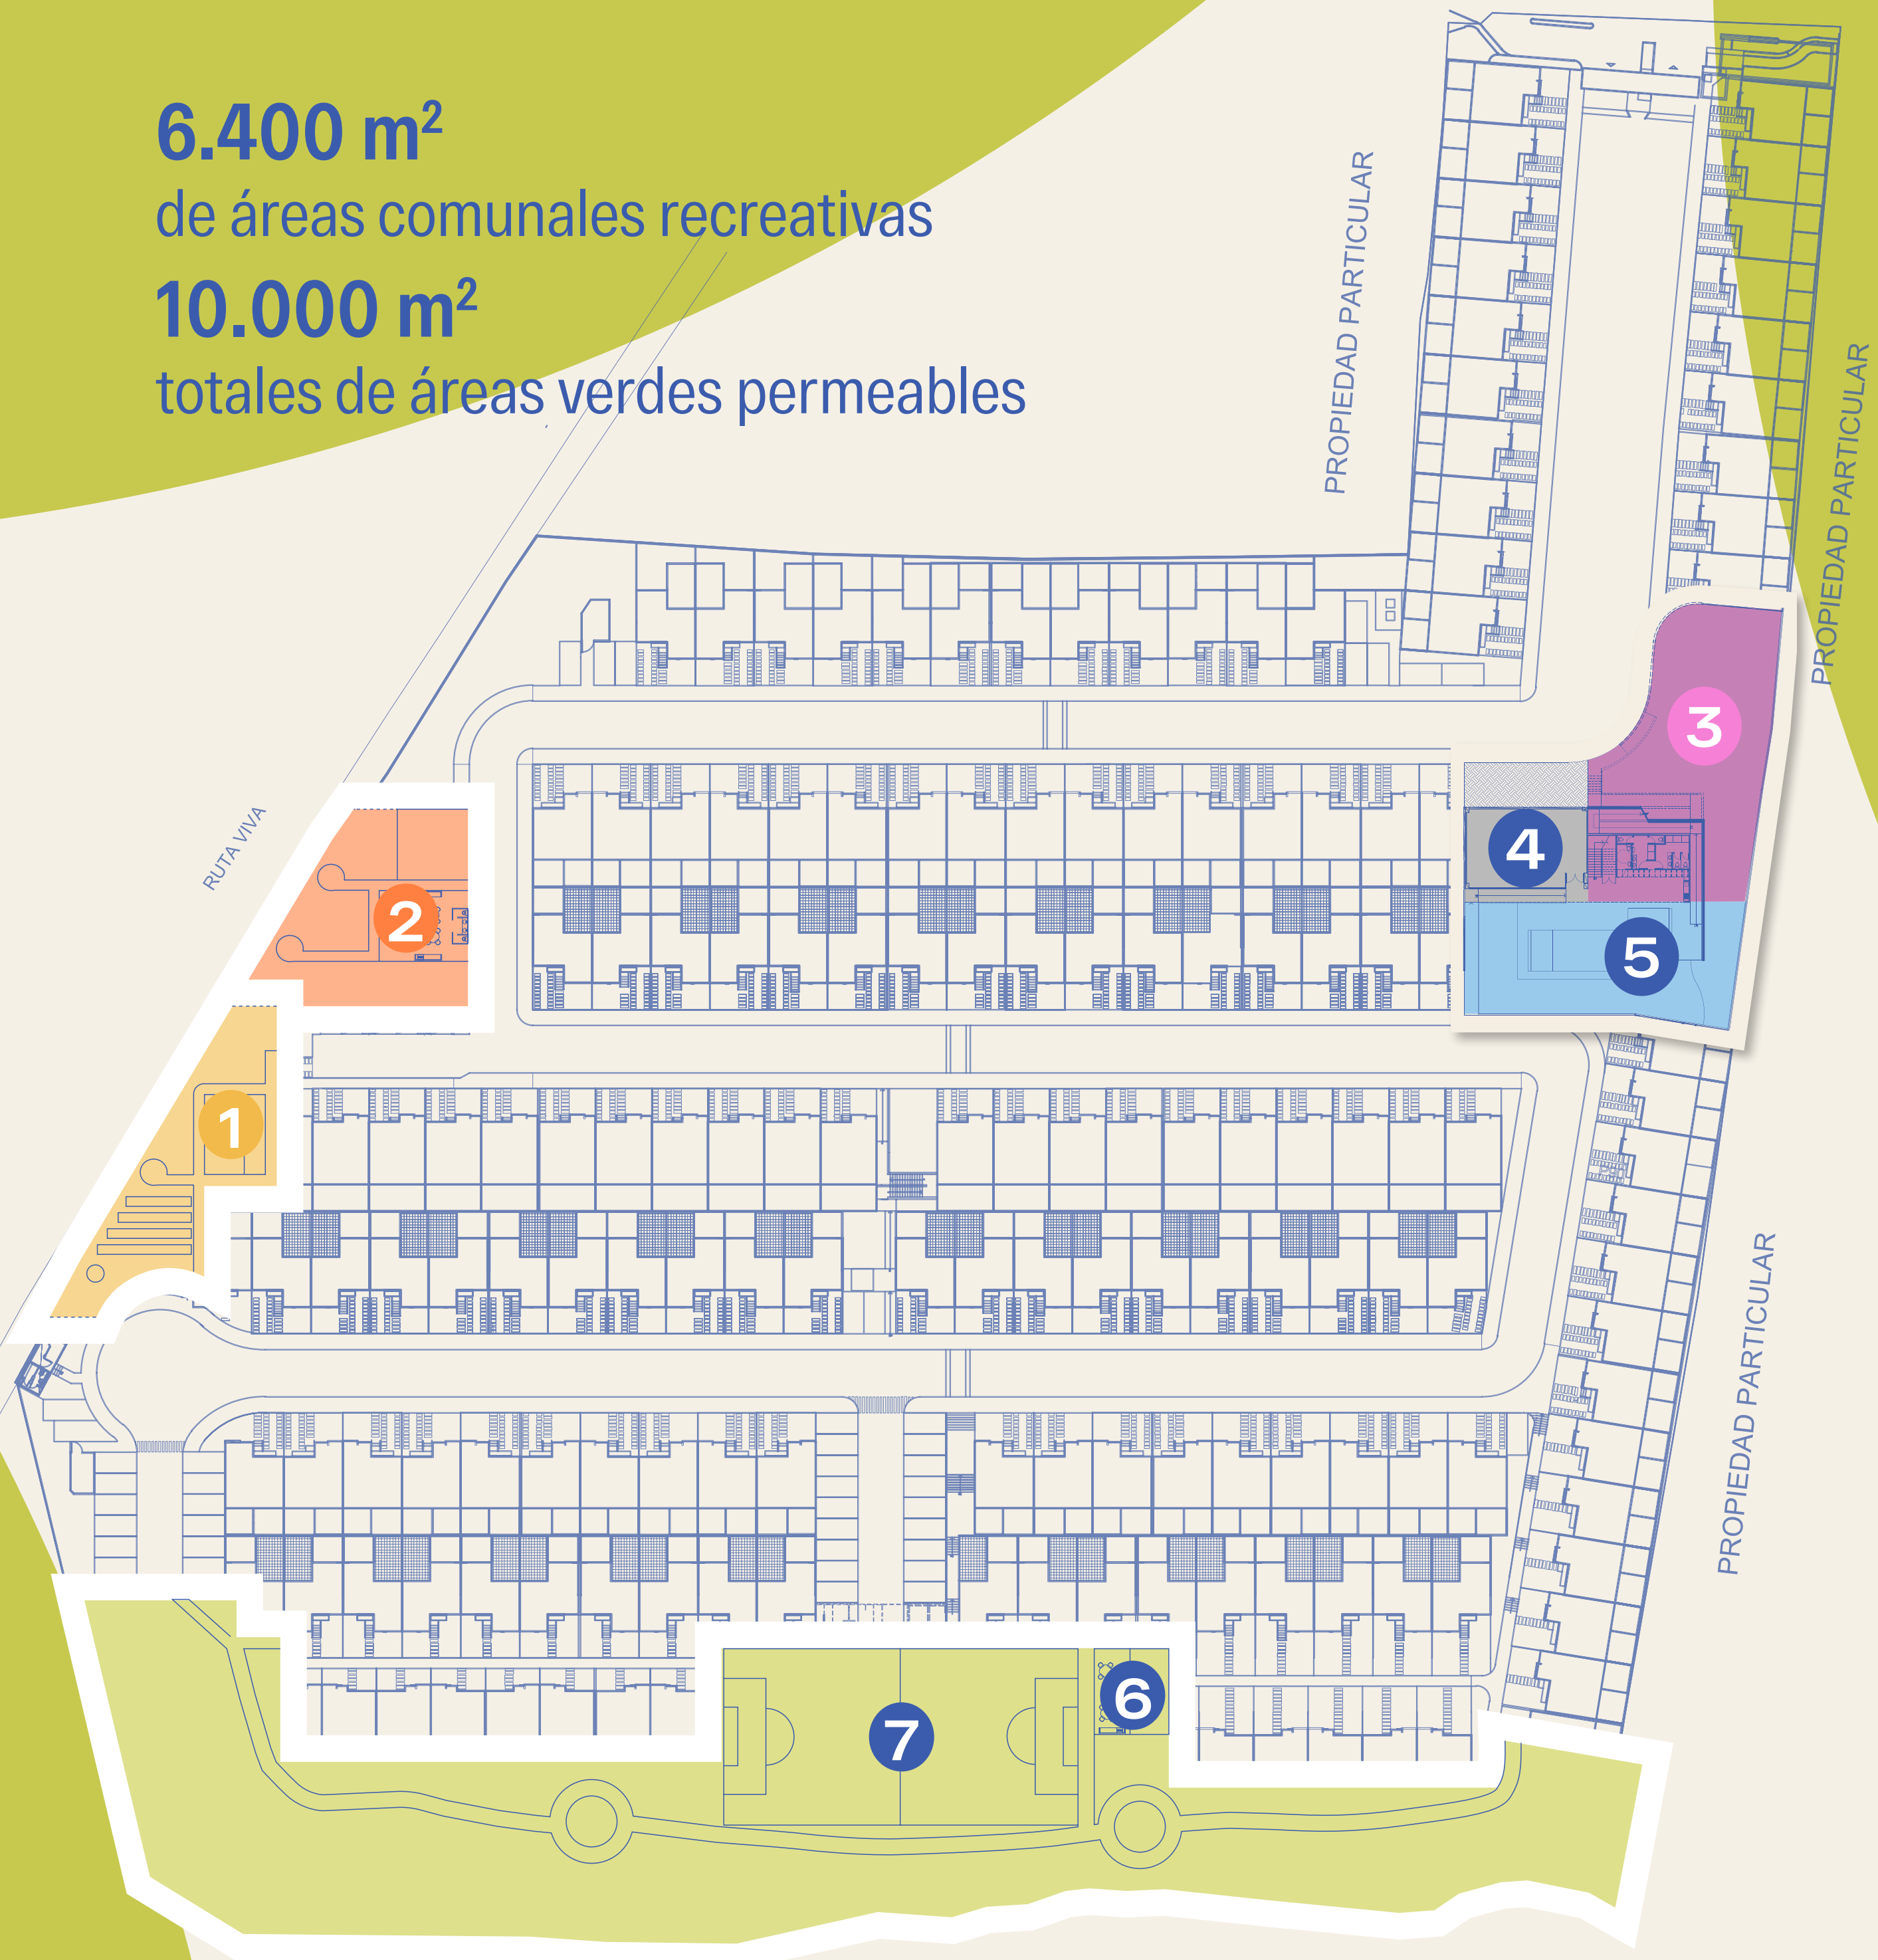 6.400 m²
de áreas comunales recreativas
10.000 m²
totales de áreas verdes permeables
PROPIEDAD PARTICULAR
PROPIEDAD PARTICULAR
3
4
RUTA VIVA
2
5
1
PROPIEDAD PARTICULAR
6
7